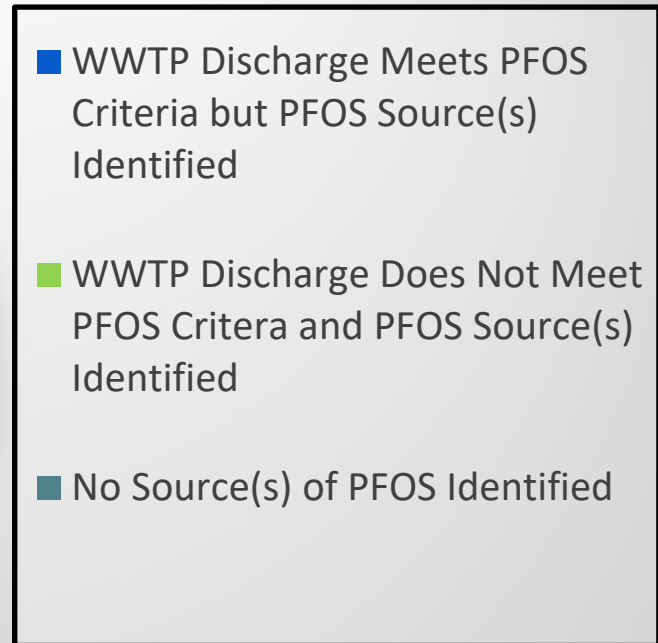 WWTP Discharge Meets PFOS
Criteria but PFOS Source(s)
Identified
WWTP Discharge Does Not Meet
PFOS Critera and PFOS Source(s)
Identified
No Source(s) of PFOS Identified